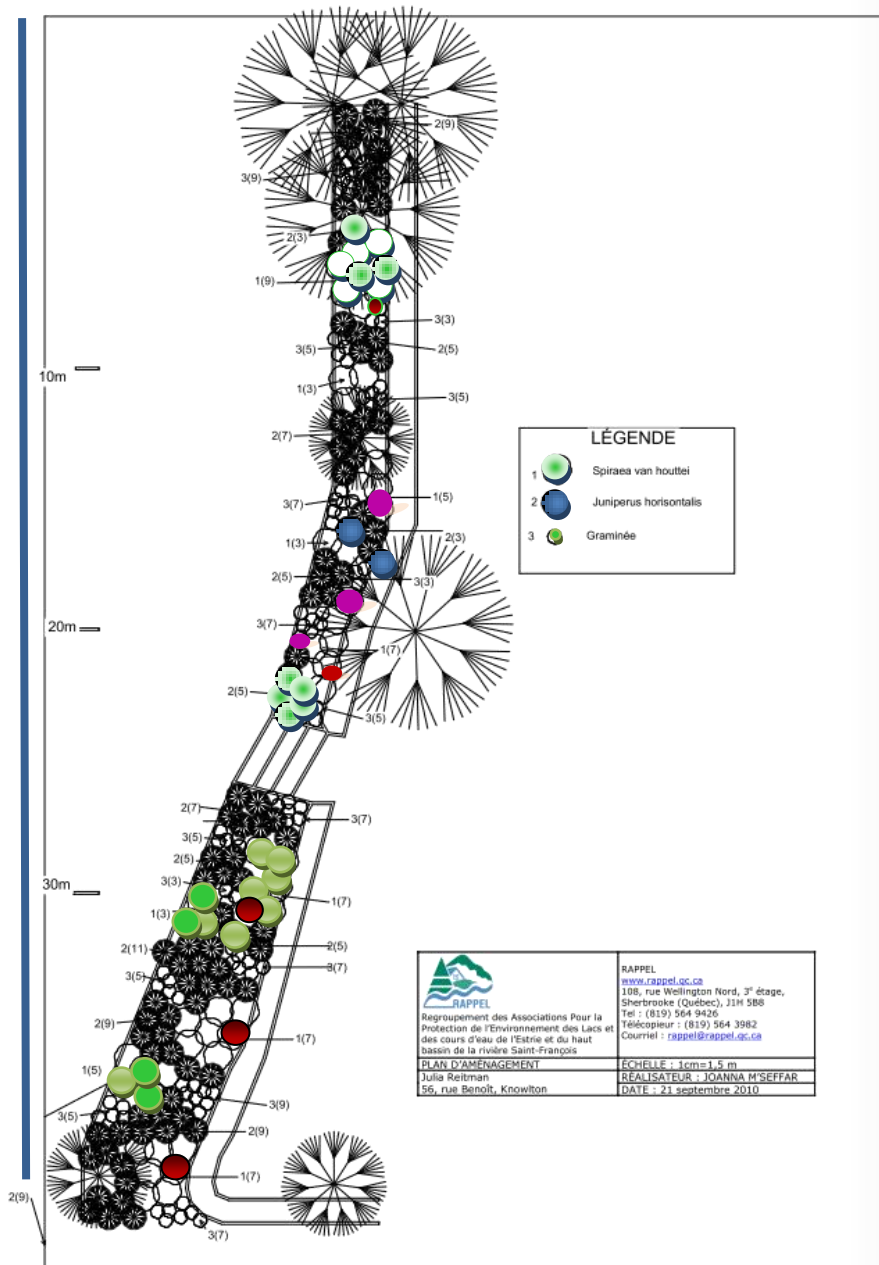 2(9)
3(9)
2(3)
1(9)
3(3)
3(5)
2(5)
10m
1(3)
3(5)
2(7)
3(7)
1(5)
1(3)
2(3)
2(5)
3(3)
20m
3(7)
1(7)
2(5)
3(5)
2(7)
3(7)
3(5)
2(5)
3(3)
30m
1(7)
1(3)
2(11)
2(5)
3(7)
3(5)
2(9)
1(7)
1(5)
3(9)
3(5)
2(9)
1(7)
2(9)
3(7)
LÉGENDE
1 Spiraea van houttei
2 Juniperus horisontalis
3 Graminée
RAPPEL
Regroupement des Associations Pour la
Protection de l'Environnement des Lacs et
des cours d'eau de l'Estrie et du haut
bassin de la rivière Saint-François
RAPPEL
www.rappel.qc.ca
108, rue Wellington Nord, 3e étage,
Sherbrooke (Québec), J1H 5B8
Tel : (819) 564 9426
Télécopieur : (819) 564 3982
Courriel : rappel@rappel.qc.ca
PLAN D'AMÉNAGEMENT
Julia Reitman
56, rue Benoît, Knowlton
ÉCHELLE : 1cm=1,5 m
RÉALISATEUR : JOANNA M'SEFFAR
DATE : 21 septembre 2010